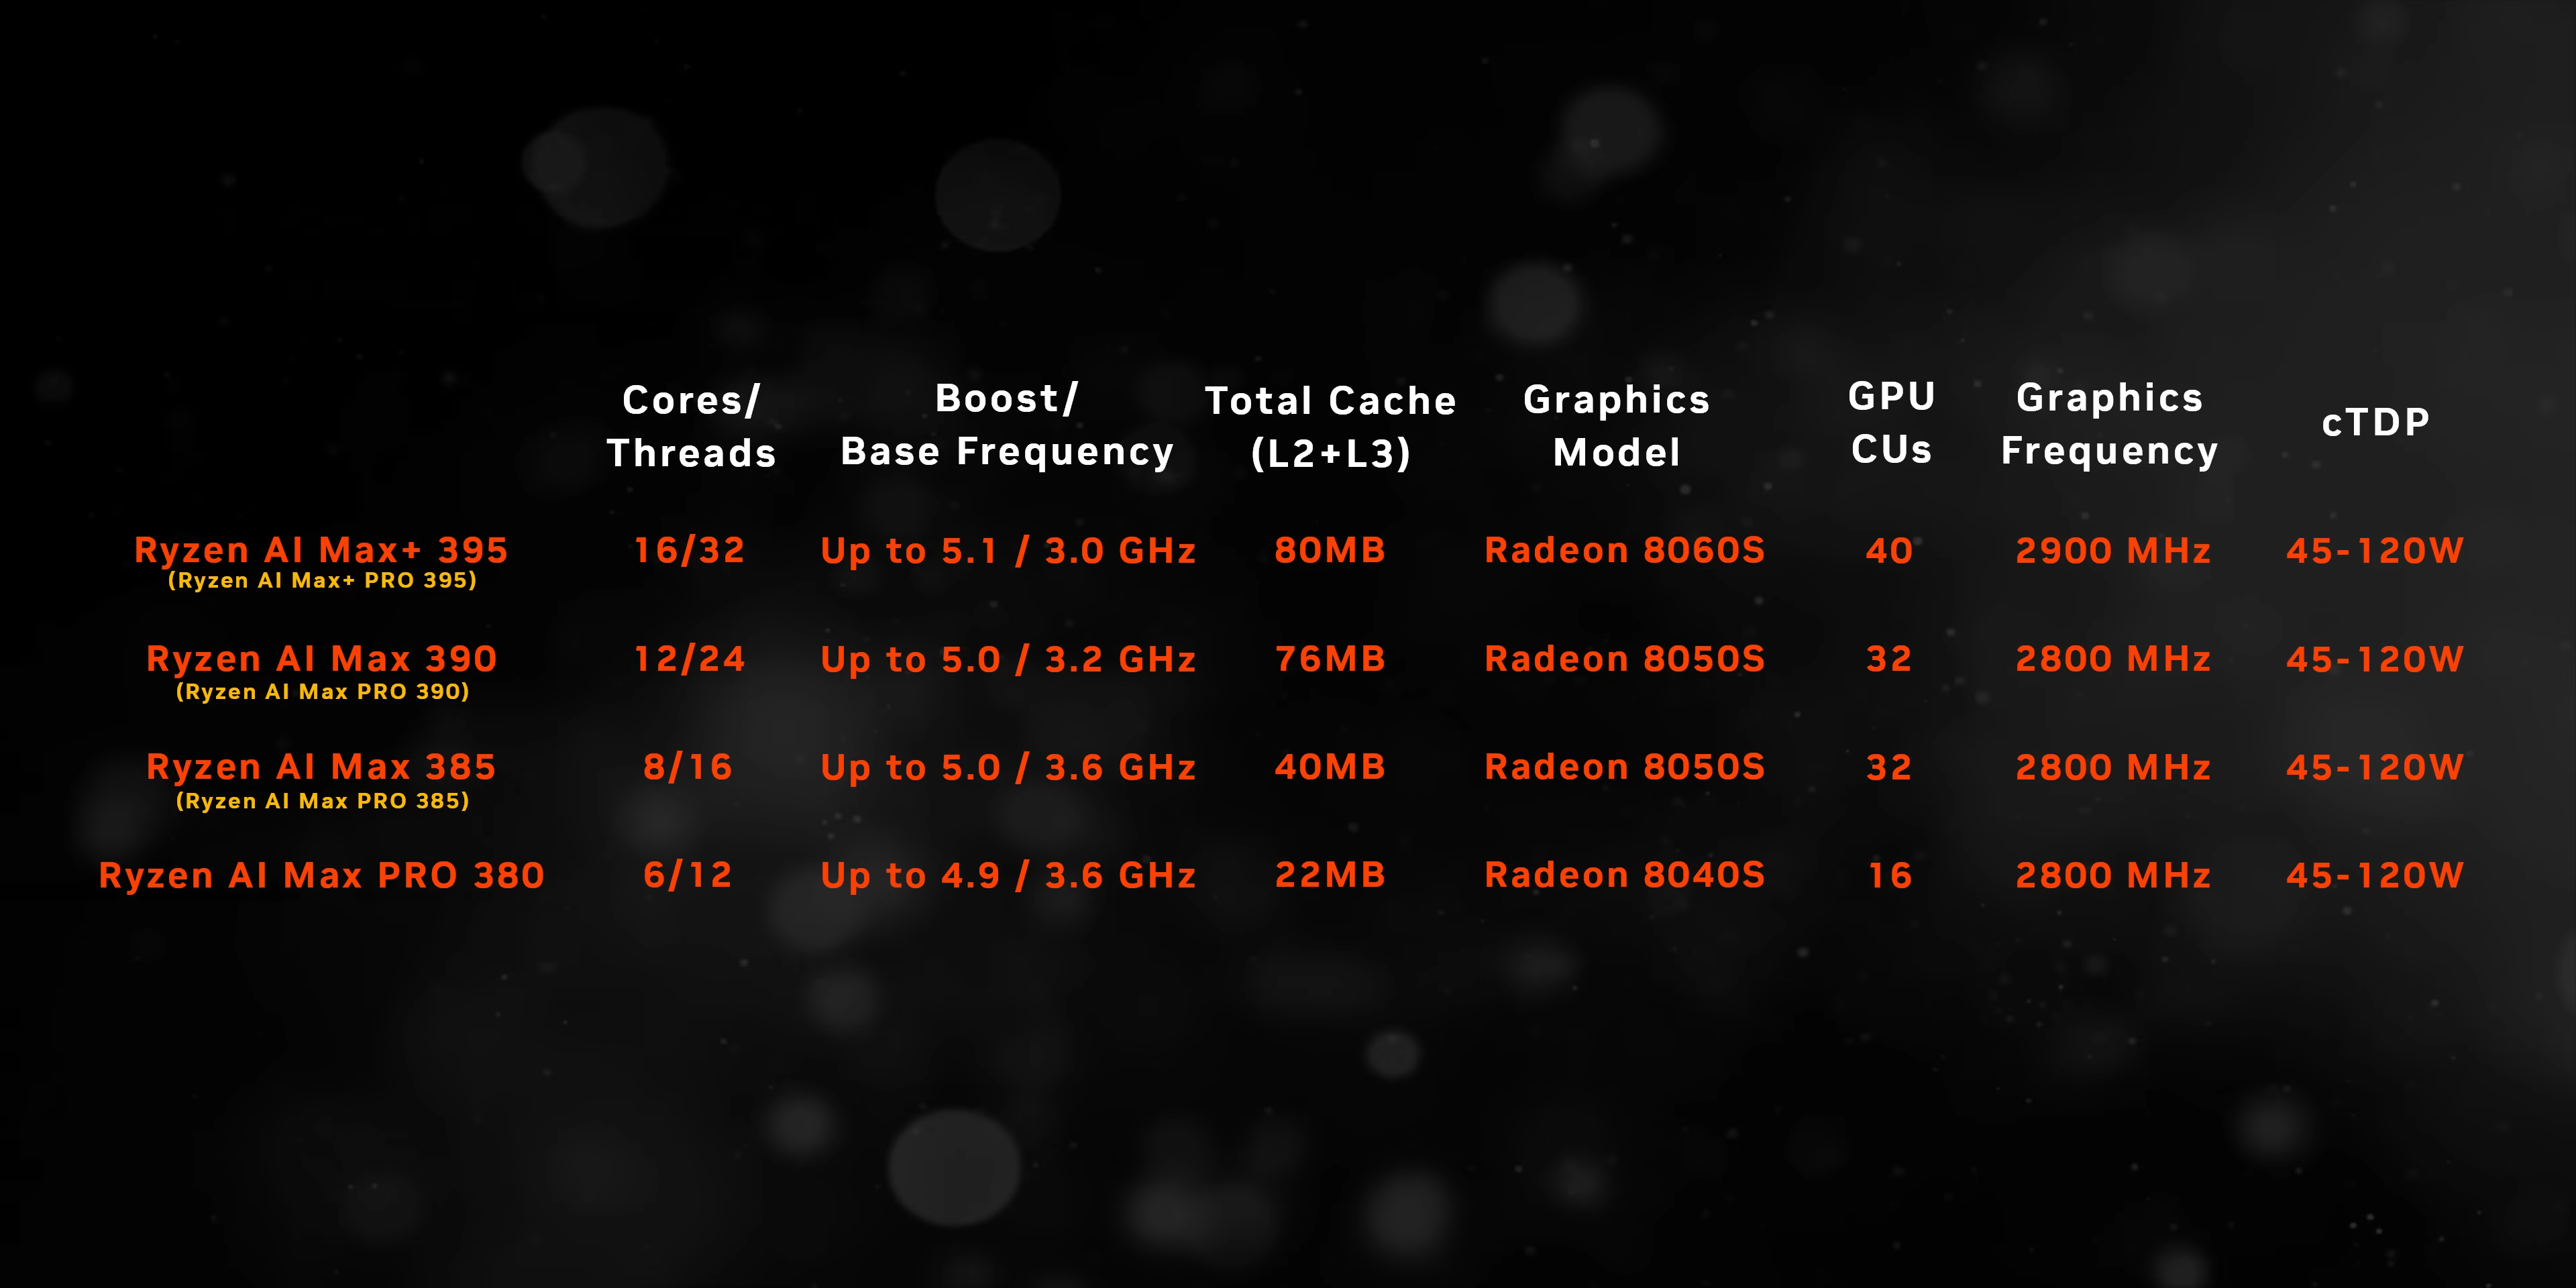 Cores/ Boost/ Total Cache Graphics GPU Graphics cTDP
Threads Base Frequency (L2+L3) Model CUs Frequency
Ryzen AI Max+ 395 16/32 Up to 5.1 / 3.0 GHz 80MB Radeon 8060S 40 2900 MHz 45-120W
(Ryzen AI Max+ PRO 395)
Ryzen AI Max 390 12/24 Up to 5.0 / 3.2 GHz 76MB Radeon 8050S 32 2800 MHz 45-120W
(Ryzen AI Max PRO 390)
Ryzen AI Max 385 8/16 Up to 5.0 / 3.6 GHz 40MB Radeon 8050S 32 2800 MHz 45-120W
(Ryzen AI Max PRO 385)
Ryzen AI Max PRO 380 6/12 Up to 4.9 / 3.6 GHz 22MB Radeon 8040S 16 2800 MHz 45-120W